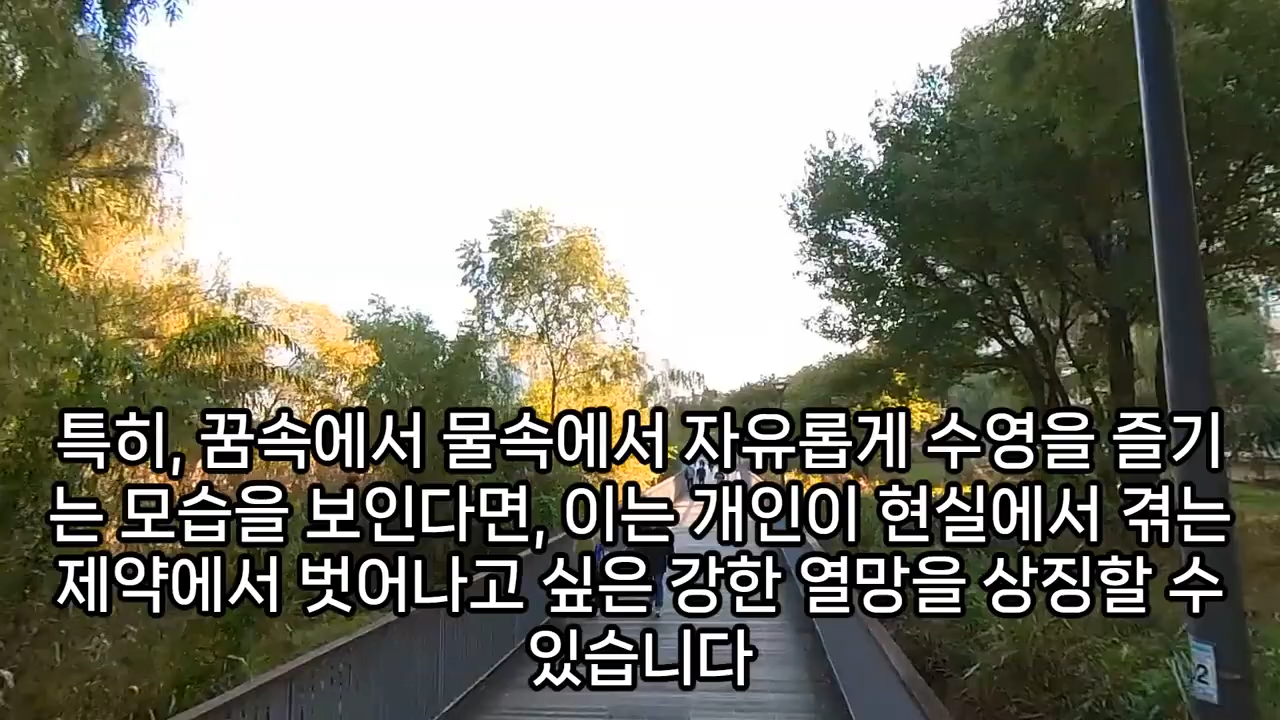 특히, 꿈속에서 물속에서 자유롭게 수영을 즐기
는 모습을 보인다면, 이는 개인이 현실에서 겪는
제약에서 벗어나고 싶은 강한 열망을 상징할 수
있습니다
2